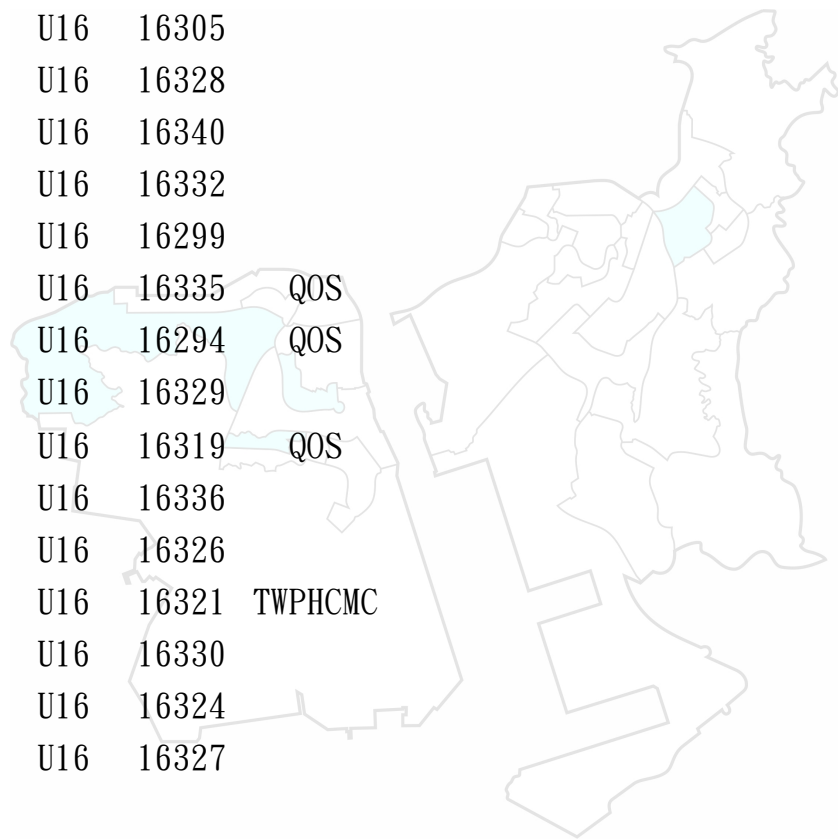 U16 16305
U16 16328
U16 16340
U16 16332
U16 16299
U16 16335 QOS
U16 16294 QOS
U16 16329
U16 16319 QOS
U16 16336
U16 16326
U16 16321 TWPHCMC
U16 16330
U16 16324
U16 16327